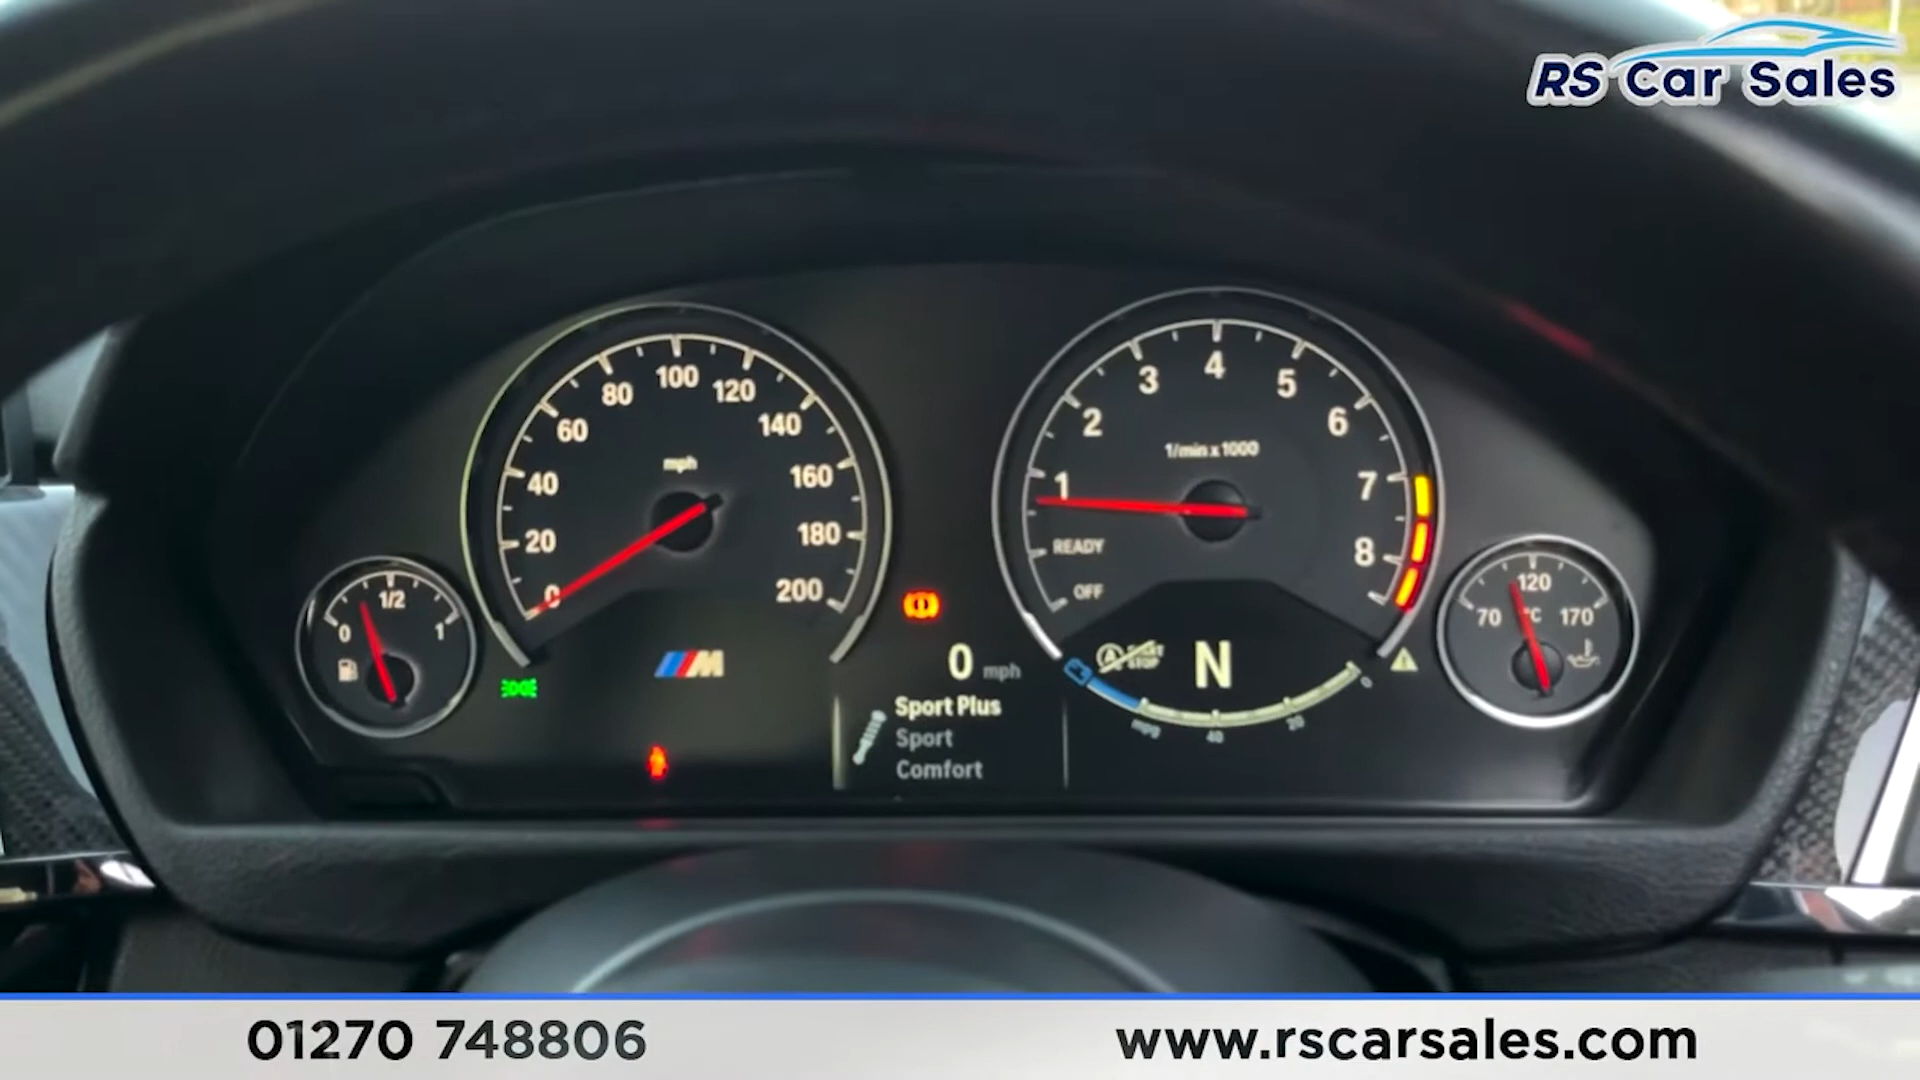 RS Car Sales
0
20
40
60
80
100
120
140
160
180
200
mph
0
1/2
1
M
0 mph
Sport Plus
Sport
Comfort
OFF
READY
1
2
3
4
5
6
7
8
1/min x 1000
A START
STOP
N
mpg 40 20 0
70
120
170
°C
01270 748806
www.rscarsales.com